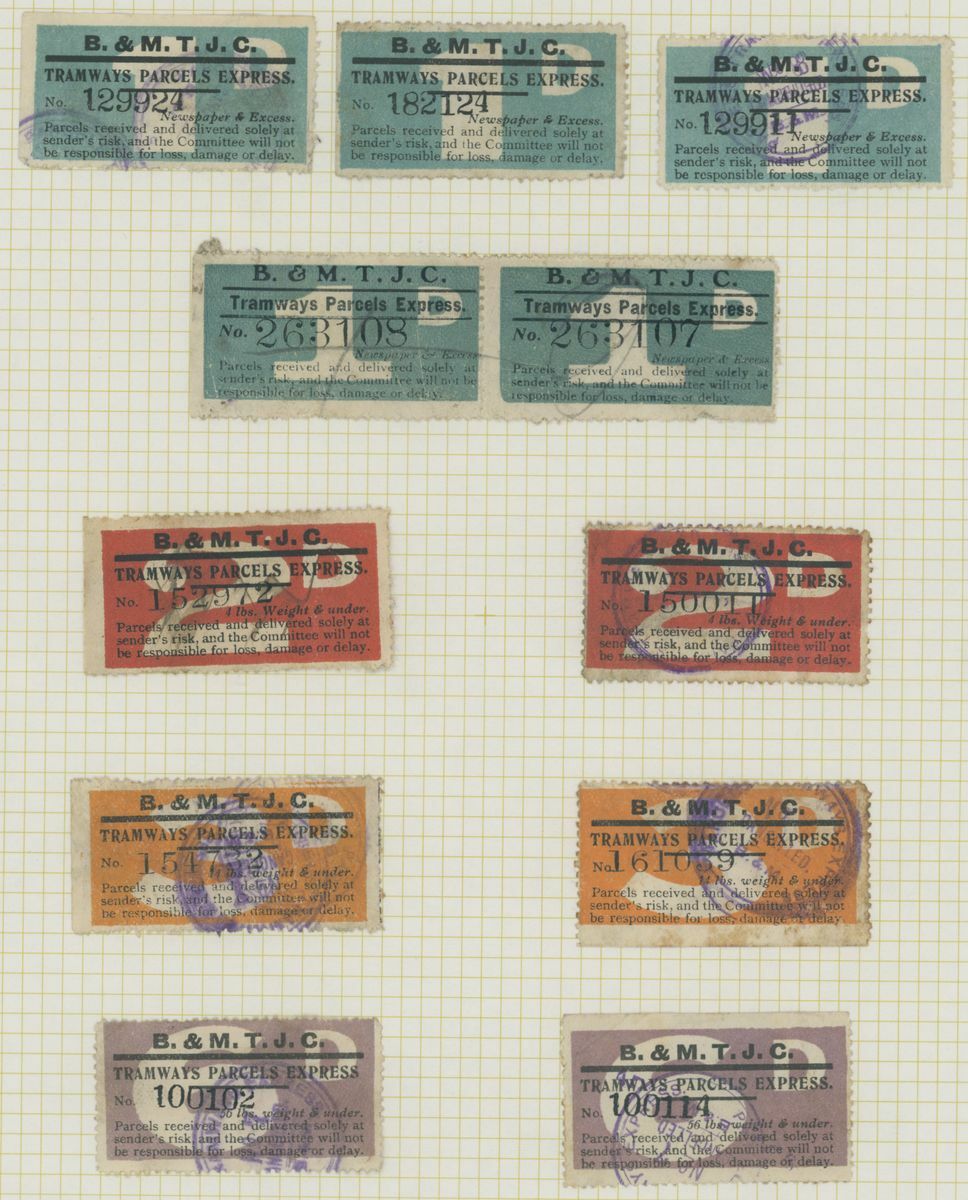 B. & M. T. J. C.
TRAMWAYS PARCELS EXPRESS.
No. 129924
Newspaper & Excess.
Parcels received and delivered solely at
sender's risk, and the Committee will not
be responsible for loss, damage or delay.
B. & M. T. J. C.
TRAMWAYS PARCELS EXPRESS.
No. 182124
Newspaper & Excess.
Parcels received and delivered solely at
sender's risk, and the Committee will not
be responsible for loss, damage or delay.
B. & M. T. J. C.
TRAMWAYS PARCELS EXPRESS.
No. 129911
Newspaper & Excess.
Parcels received and delivered solely at
sender's risk, and the Committee will not
be responsible for loss, damage or delay.
B. & M. T. J. C.
Tramways Parcels Express.
No. 263108
Newspaper & Excess
Parcels received and delivered solely at
sender's risk, and the Committee will not be
responsible for loss, damage or delay.
1D
B. & M. T. J. C.
Tramways Parcels Express.
No. 263107
Newspaper & Excess
Parcels received and delivered solely at
sender's risk, and the Committee will not be
responsible for loss, damage or delay.
1D
B. & M. T. J. C.
TRAMWAYS PARCELS EXPRESS.
No. 152972
4 lbs. Weight & under.
Parcels received and delivered solely at
sender's risk, and the Committee will not
be responsible for loss, damage or delay.
2D
B. & M. T. J. C.
TRAMWAYS PARCELS EXPRESS.
No. 150011
4 lbs. Weight & under.
Parcels received and delivered solely at
sender's risk, and the Committee will not
be responsible for loss, damage or delay.
2D
B. & M. T. J. C.
TRAMWAYS PARCELS EXPRESS.
No. 154722
14 lbs. weight & under.
Parcels received and delivered solely at
sender's risk, and the Committee will not
be responsible for loss, damage or delay.
B. & M. T. J. C.
TRAMWAYS PARCELS EXPRESS.
No. 161039
14 lbs. weight & under.
Parcels received and delivered solely at
sender's risk, and the Committee will not
be responsible for loss, damage or delay.
B. & M. T. J. C.
TRAMWAYS PARCELS EXPRESS
No. 100102
56 lbs. weight & under.
Parcels received and delivered solely at
sender's risk, and the Committee will not
be responsible for loss, damage or delay.
B. & M. T. J. C.
TRAMWAYS PARCELS EXPRESS.
No. 100114
56 lbs. weight & under.
Parcels received and delivered solely at
sender's risk, and the Committee will not
be responsible for loss, damage or delay.